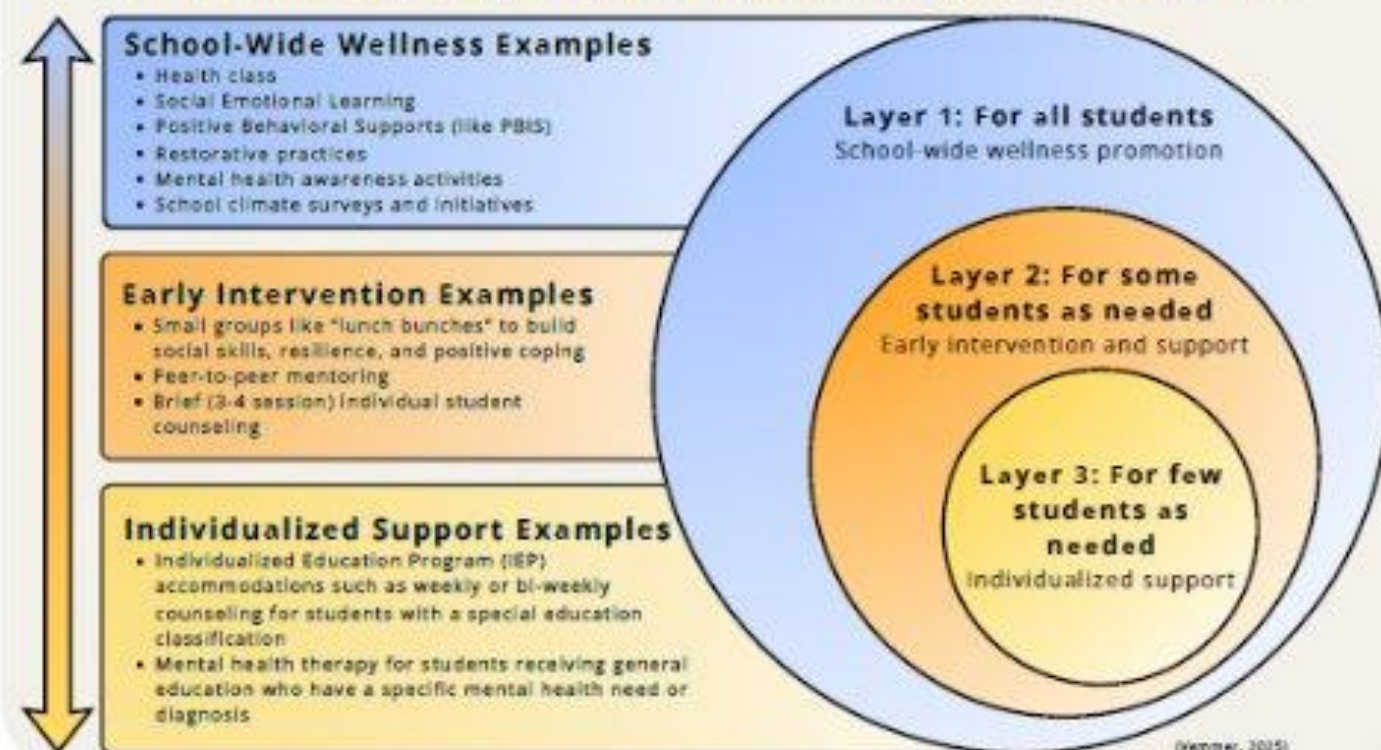 School-Wide Wellness Examples
• Health class
• Social Emotional Learning
• Positive Behavioral Supports (like PBIS)
• Restorative practices
• Mental health awareness activities
• School climate surveys and initiatives
Layer 1: For all students
School-wide wellness promotion
Early Intervention Examples
• Small groups like "lunch bunches" to build
social skills, resilience, and positive coping
• Peer-to-peer mentoring
• Brief (3-4 session) individual student
counseling
Layer 2: For some
students as needed
Early intervention and support
Individualized Support Examples
• Individualized Education Program (IEP)
accommodations such as weekly or bi-weekly
counseling for students with a special education
classification
• Mental health therapy for students receiving general
education who have a specific mental health need or
diagnosis
Layer 3: For few
students as
needed
Individualized support
2025)